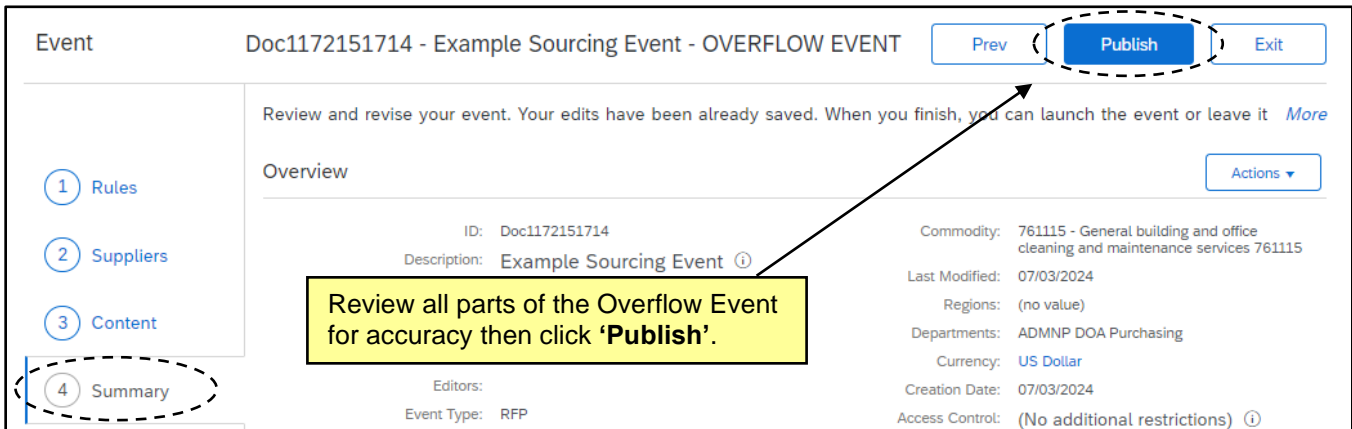 Event
Doc1172151714 - Example Sourcing Event - OVERFLOW EVENT
Prev
Publish
Exit
Review and revise your event. Your edits have been already saved. When you finish, you can launch the event or leave it More
1 Rules
2 Suppliers
3 Content
4 Summary
Overview
Actions ▾
ID: Doc1172151714
Description: Example Sourcing Event ⓘ
Review all parts of the Overflow Event
for accuracy then click ‘Publish’.
Editors:
Event Type: RFP
Commodity: 761115 - General building and office
cleaning and maintenance services 761115
Last Modified: 07/03/2024
Regions: (no value)
Departments: ADMNP DOA Purchasing
Currency: US Dollar
Creation Date: 07/03/2024
Access Control: (No additional restrictions) ⓘ